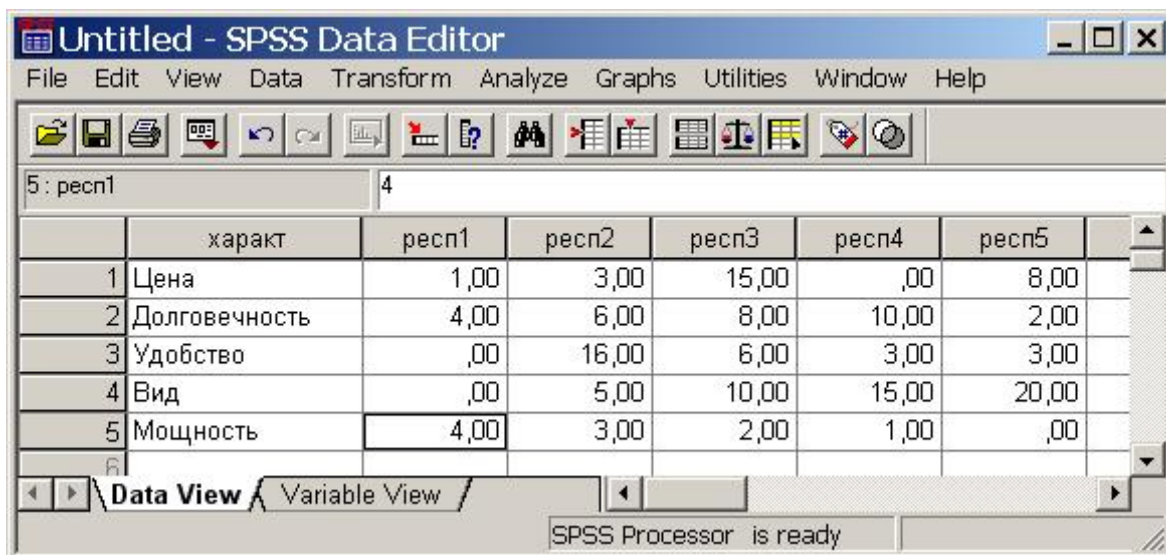 Untitled - SPSS Data Editor
File Edit View Data Transform Analyze Graphs Utilities Window Help
5 : респ1 4
характ респ1 респ2 респ3 респ4 респ5
1 Цена 1,00 3,00 15,00 ,00 8,00
2 Долговечность 4,00 6,00 8,00 10,00 2,00
3 Удобство ,00 16,00 6,00 3,00 3,00
4 Вид ,00 5,00 10,00 15,00 20,00
5 Мощность 4,00 3,00 2,00 1,00 ,00
6
Data View Variable View
SPSS Processor is ready